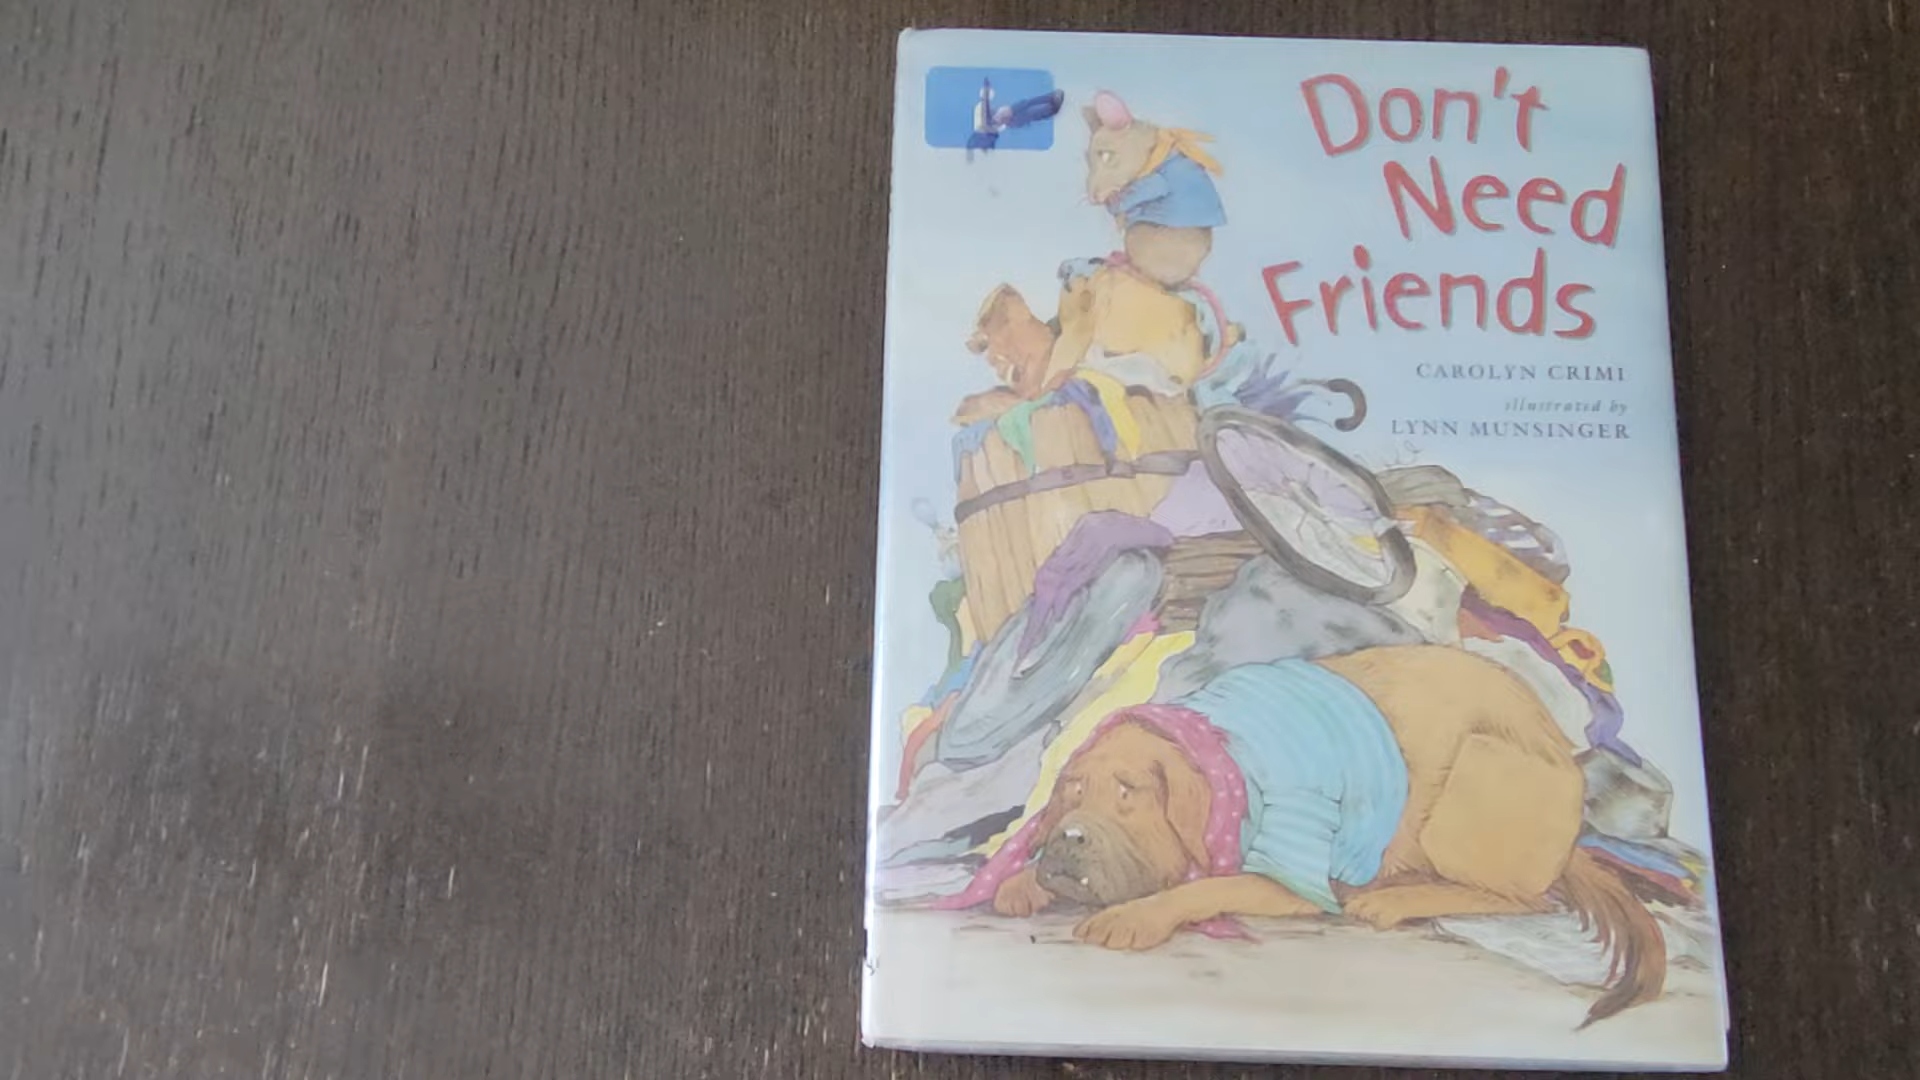 Don't
Need
Friends
CAROLYN CRIMI
illustrated by
LYNN MUNSINGER